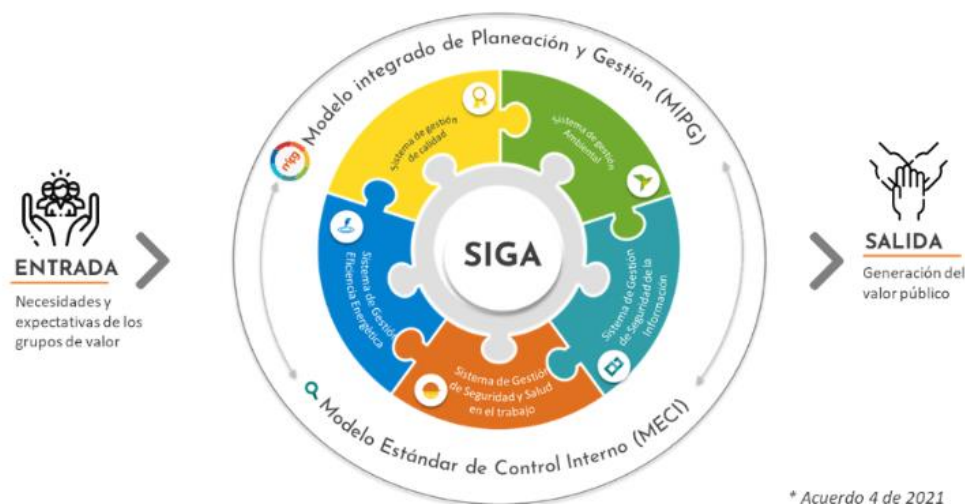 Modelo integrado de Planeación y Gestión (MIPG)
mipg
Sistema de gestión
de calidad
Sistema de gestión
Ambiental
ENTRADA
Necesidades y
expectativas de los
grupos de valor
SIGA
SALIDA
Generación del
valor público
Sistema de Gestión
Eficiencia Energética
Sistema de Gestión
de Seguridad de la
Información
Sistema de Gestión
de Seguridad y Salud
en el trabajo
Modelo Estándar de Control Interno (MECI)
* Acuerdo 4 de 2021